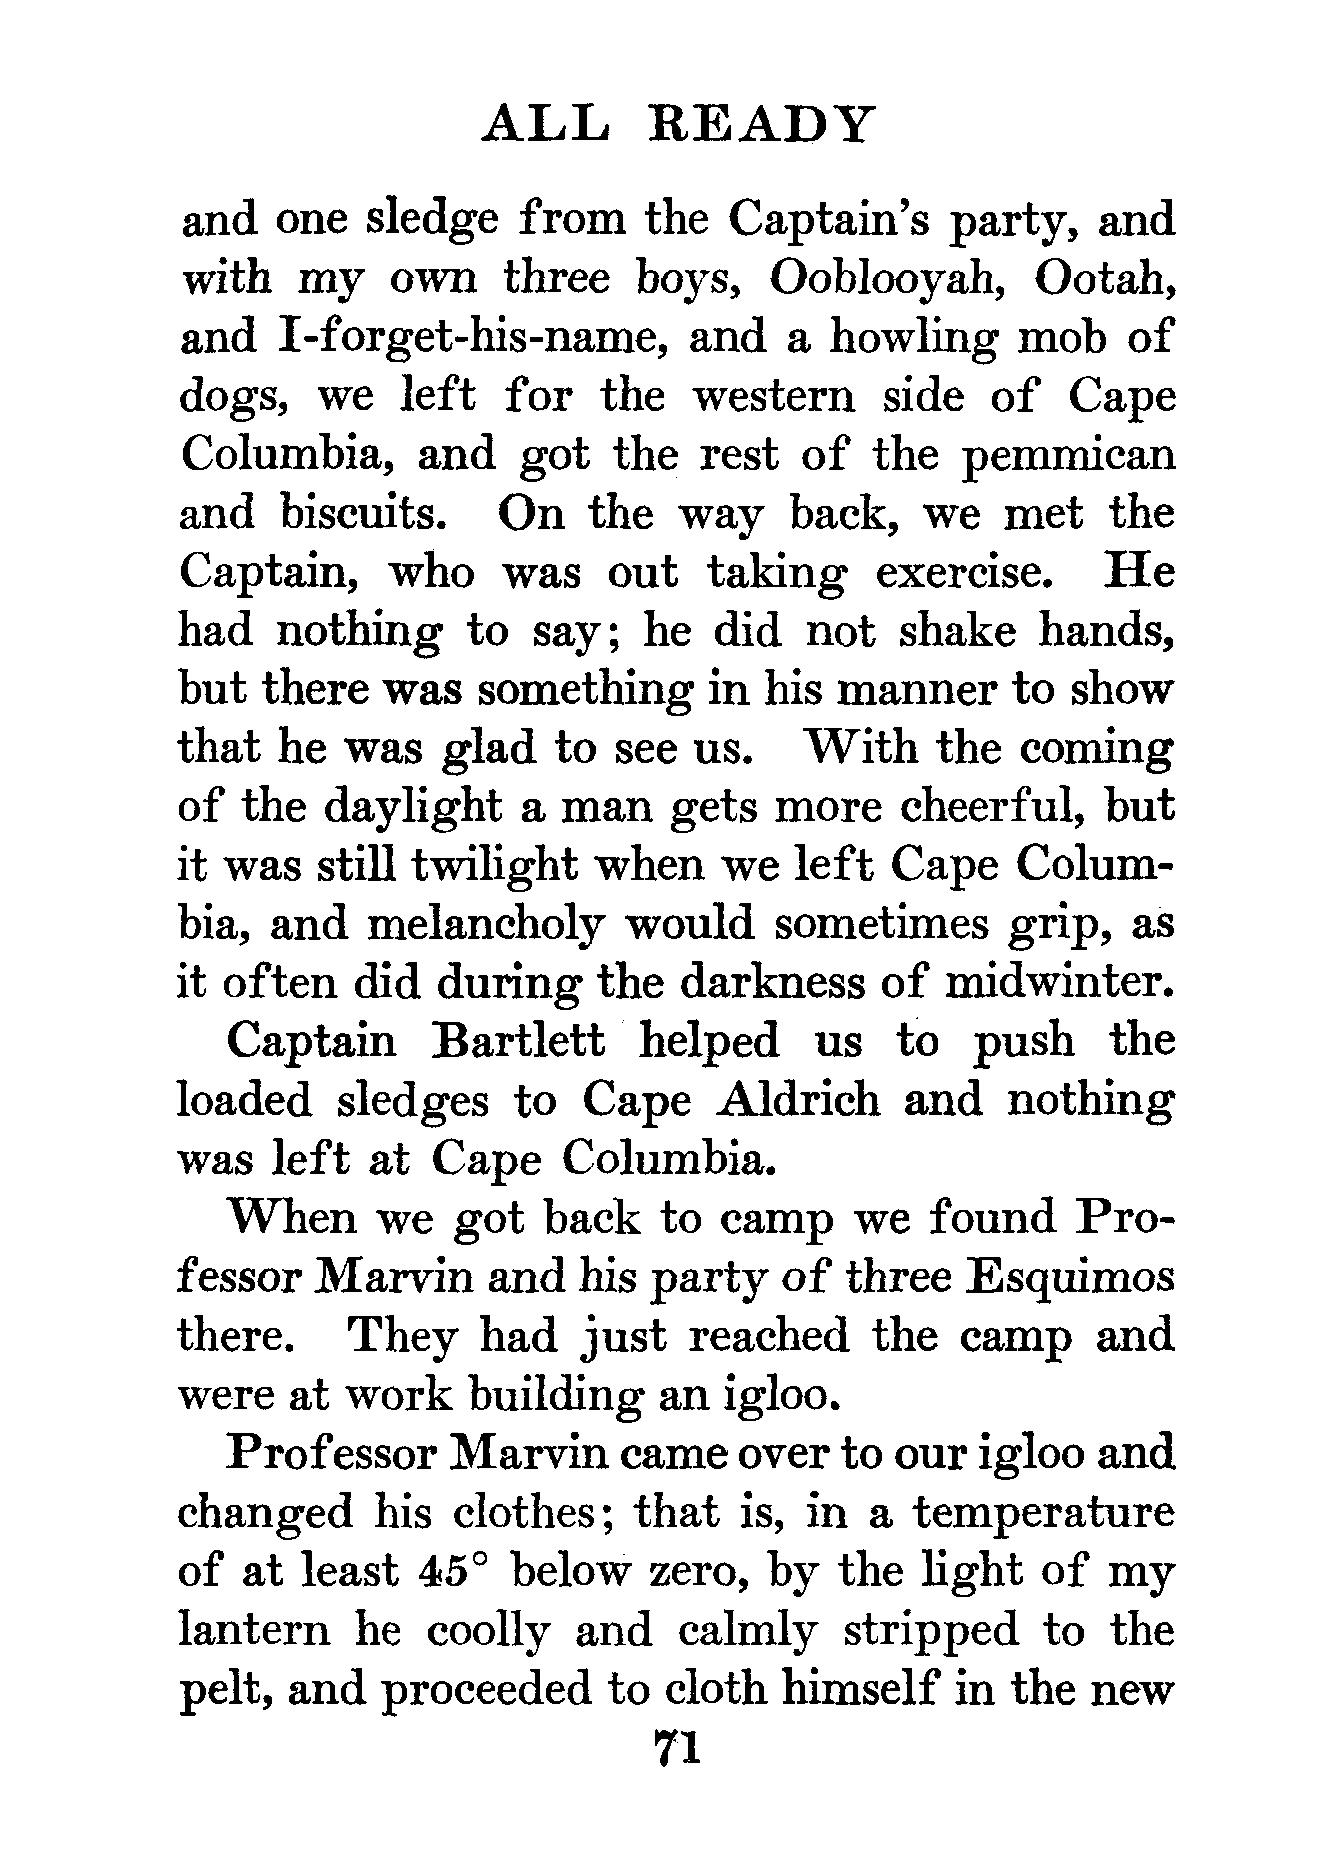 ALL READY
and one sledge from the Captain's party, and
with my own three boys, Ooblooyah, Ootah,
and I-forget-his-name, and a howling mob of
dogs, we left for the western side of Cape
Columbia, and got the rest of the pemmican
and biscuits. On the way back, we met the
Captain, who was out taking exercise. He
had nothing to say; he did not shake hands,
but there was something in his manner to show
that he was glad to see us. With the coming
of the daylight a man gets more cheerful, but
it was still twilight when we left Cape Colum-
bia, and melancholy would sometimes grip, as
it often did during the darkness of midwinter.
Captain Bartlett helped us to push the
loaded sledges to Cape Aldrich and nothing
was left at Cape Columbia.
When we got back to camp we found Pro-
fessor Marvin and his party of three Esquimos
there. They had just reached the camp and
were at work building an igloo.
Professor Marvin came over to our igloo and
changed his clothes; that is, in a temperature
of at least 45° below zero, by the light of my
lantern he coolly and calmly stripped to the
pelt, and proceeded to cloth himself in the new
71